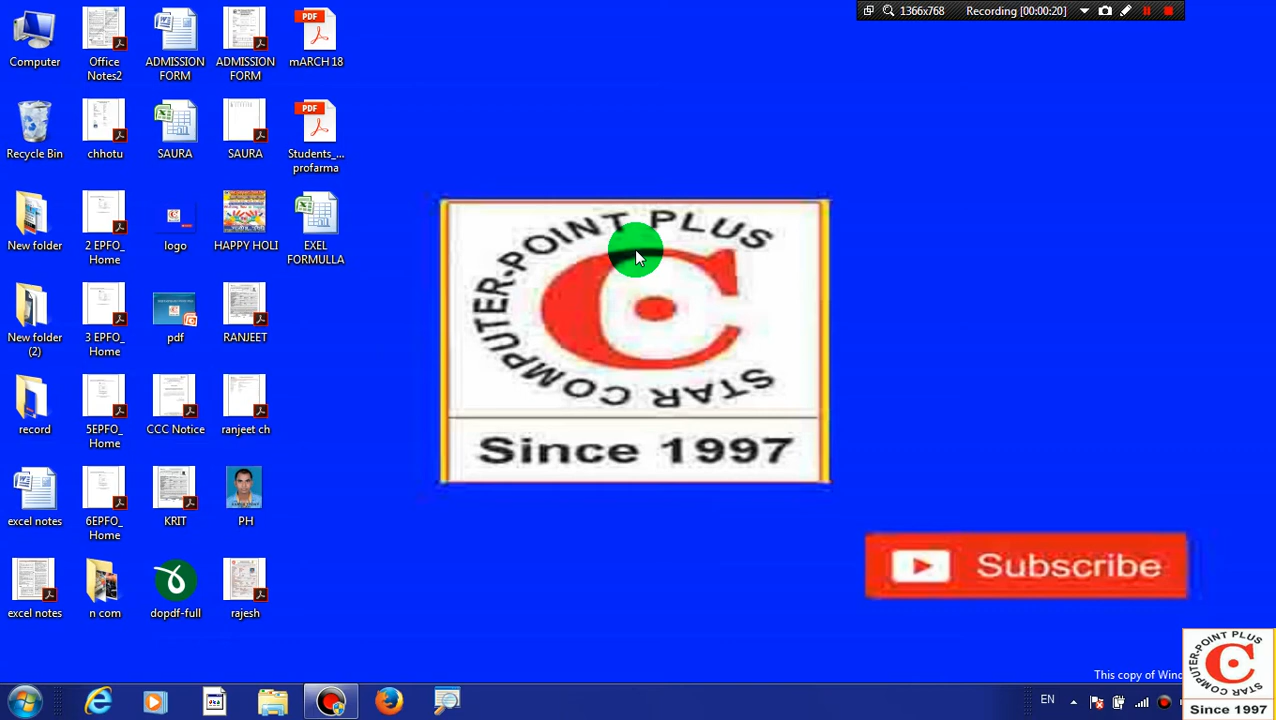 1366x768 Recording [00:00:20]
Computer
Office Notes2
ADMISSION FORM
ADMISSION FORM
PDF
mARCH 18
Recycle Bin
chhotu
SAURA
SAURA
PDF
Students_... profarma
New folder
2 EPFO_ Home
logo
HAPPY HOLI
EXEL FORMULLA
New folder (2)
3 EPFO_ Home
pdf
RANJEET
record
5EPFO_ Home
CCC Notice
ranjeet ch
excel notes
6EPFO_ Home
KRIT
PH
excel notes
n com
dopdf-full
rajesh
STAR COMPUTER-POINT PLUS
C
Since 1997
Subscribe
This copy of Winc
STAR COMPUTER-POINT PLUS
C
Since 1997
EN